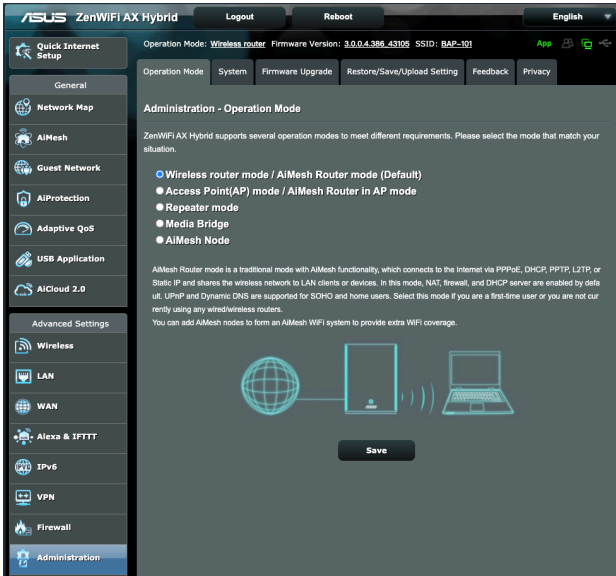 ASUS ZenWiFi AX Hybrid Logout Reboot English
Quick Internet Setup
Operation Mode: Wireless router Firmware Version: 3.0.0.4.386_43105 SSID: BAP-101 App
General
Operation Mode System Firmware Upgrade Restore/Save/Upload Setting Feedback Privacy
Network Map
AiMesh
Guest Network
AiProtection
Adaptive QoS
USB Application
AiCloud 2.0
Advanced Settings
Wireless
LAN
WAN
Alexa & IFTTT
IPv6
VPN
Firewall
Administration
Administration - Operation Mode
ZenWiFi AX Hybrid supports several operation modes to meet different requirements. Please select the mode that match your
situation.
Wireless router mode / AiMesh Router mode (Default)
Access Point(AP) mode / AiMesh Router in AP mode
Repeater mode
Media Bridge
AiMesh Node
AiMesh Router mode is a traditional mode with AiMesh functionality, which connects to the Internet via PPPoE, DHCP, PPTP, L2TP, or
Static IP and shares the wireless network to LAN clients or devices. In this mode, NAT, firewall, and DHCP server are enabled by defa
ult. UPnP and Dynamic DNS are supported for SOHO and home users. Select this mode if you are a first-time user or you are not cur
rently using any wired/wireless routers.
You can add AiMesh nodes to form an AiMesh WiFi system to provide extra WiFi coverage.
Save